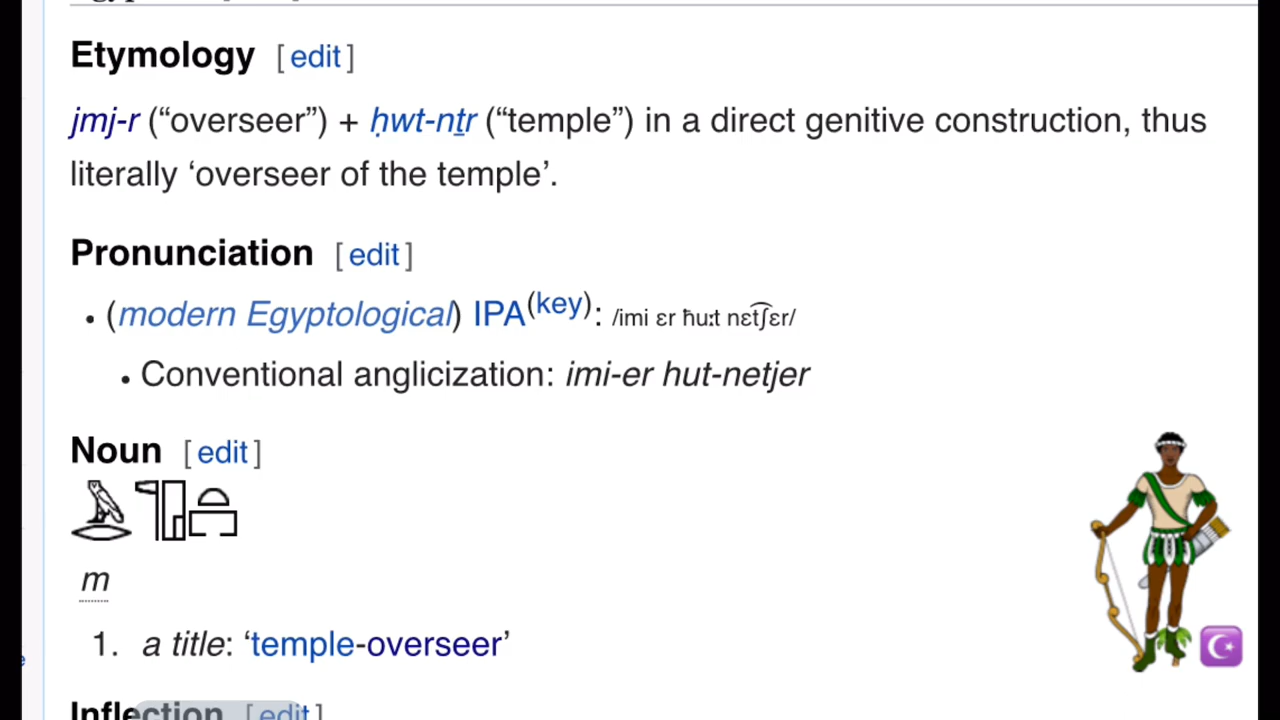 Etymology [ edit ]
jmj-r (“overseer”) + ḥwt-nṯr (“temple”) in a direct genitive construction, thus
literally ‘overseer of the temple’.
Pronunciation [ edit ]
• (modern Egyptological) IPA(key): /imi ɛr ħuːt nɛt͡ʃɛr/
• Conventional anglicization: imi-er hut-netjer
Noun [ edit ]
𓅓𓂋𓊹𓉗𓏏𓉐
m
1. a title: ‘temple-overseer’
Inflection [ edit ]